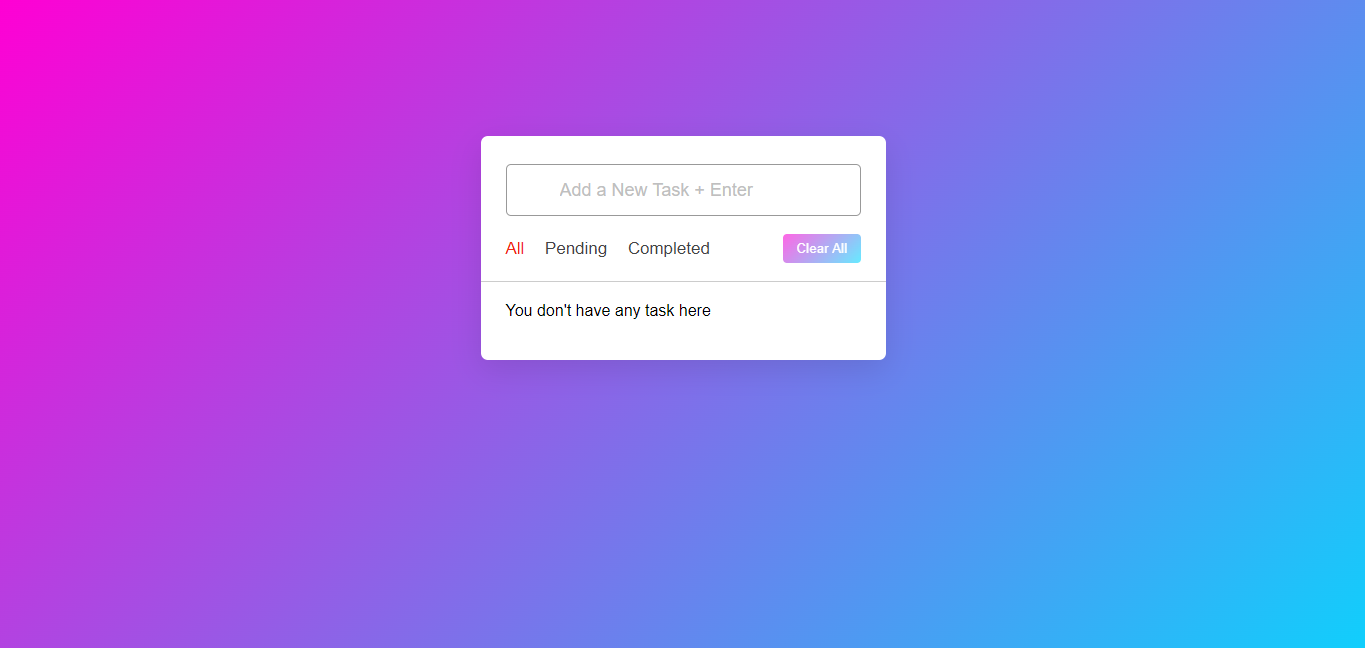 Add a New Task + Enter
All Pending Completed Clear All
You don't have any task here